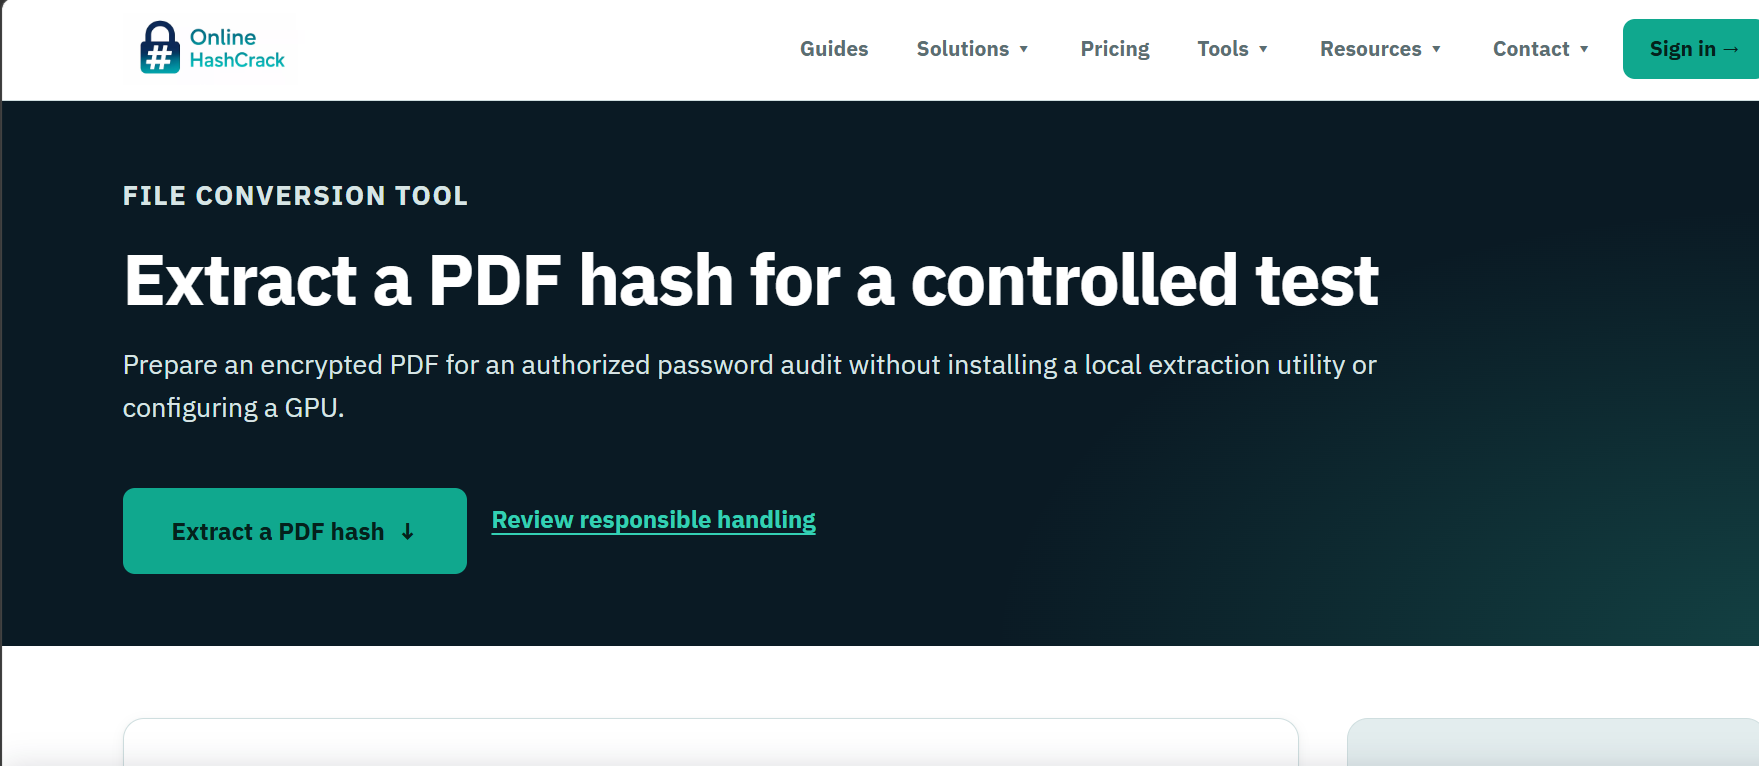 Online
HashCrack
Guides
Solutions ▼
Pricing
Tools ▼
Resources ▼
Contact ▼
Sign in →
FILE CONVERSION TOOL
Extract a PDF hash for a controlled test
Prepare an encrypted PDF for an authorized password audit without installing a local extraction utility or
configuring a GPU.
Extract a PDF hash ↓
Review responsible handling